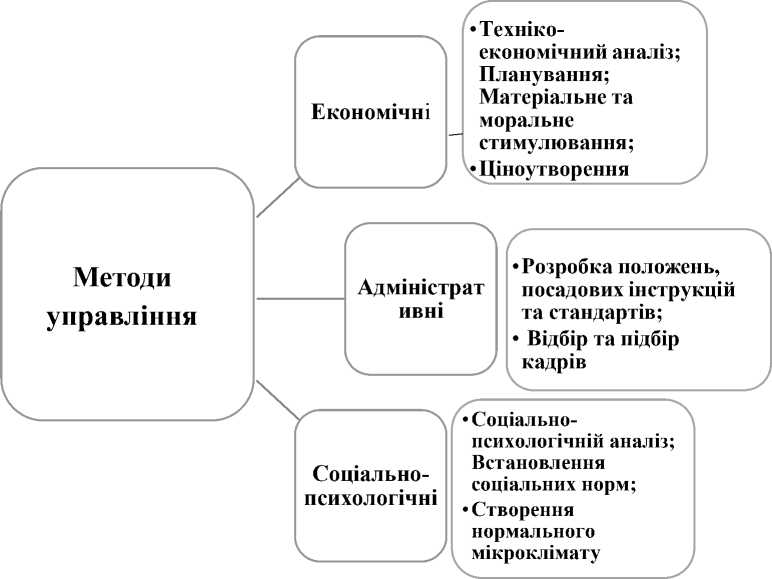 Методи
управління
Економічні
•Техніко-
економічний аналіз;
Планування;
Матеріальне та
моральне
стимулювання;
•Ціноутворення
Адміністрат
ивні
•Розробка положень,
посадових інструкцій
та стандартів;
• Відбір та підбір
кадрів
Соціально-
психологічні
•Соціально-
психологічній аналіз;
Встановлення
соціальних норм;
•Створення
нормального
мікроклімату